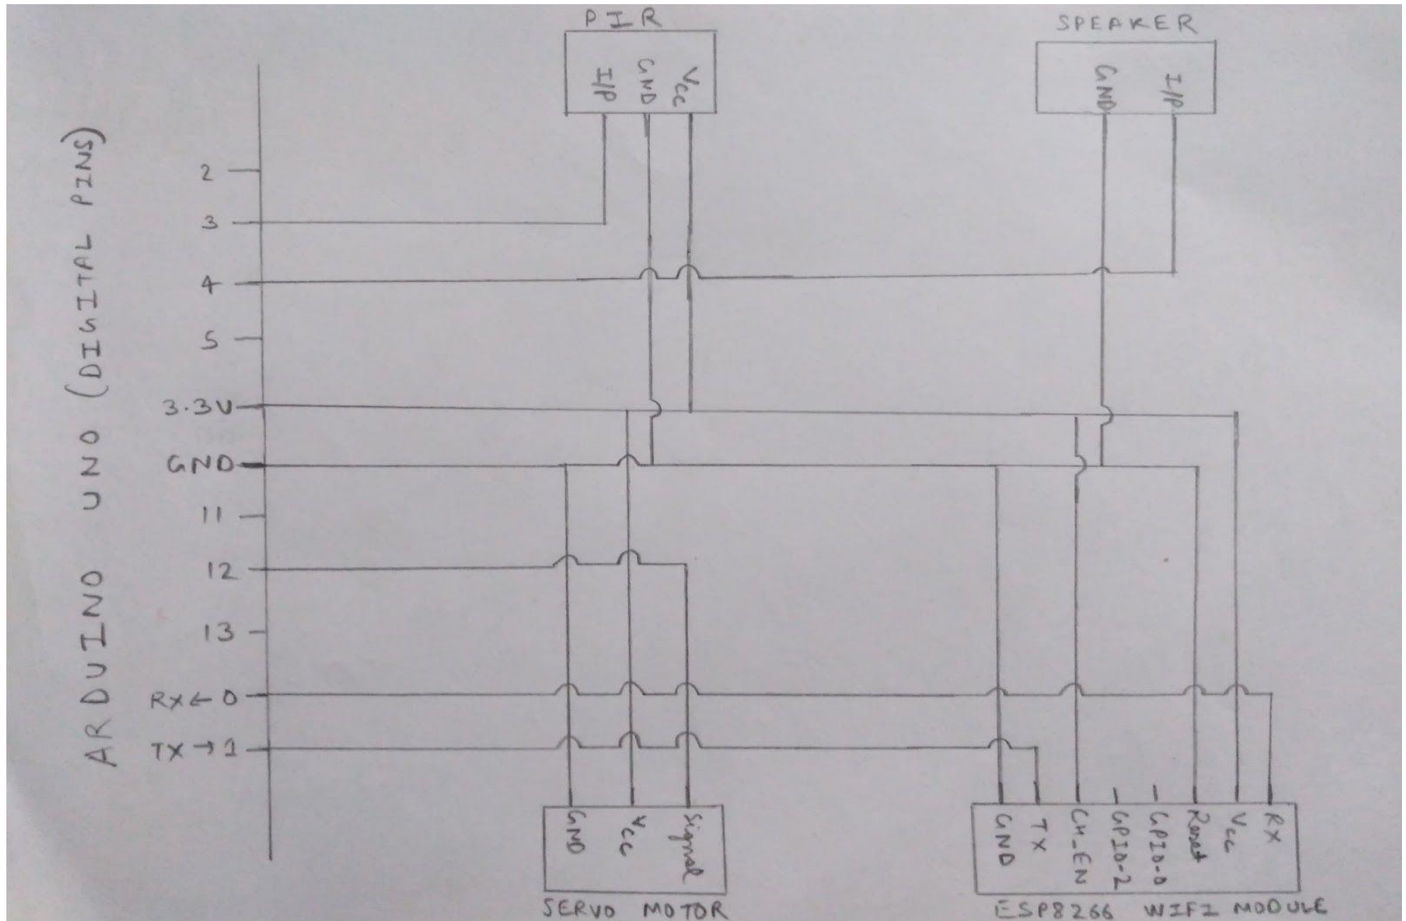 PIR
SPEAKER
I/P
GND
Vcc
GND
I/P
ARDUINO UNO (DIGITAL PINS)
2
3
4
5
3.3V
GND
11
12
13
RX ← 0
TX → 1
GND
Vcc
Signal
GND
TX
CH_EN
GPIO-2
GPIO-0
Reset
Vcc
RX
SERVO MOTOR
ESP8266 WIFI MODULE